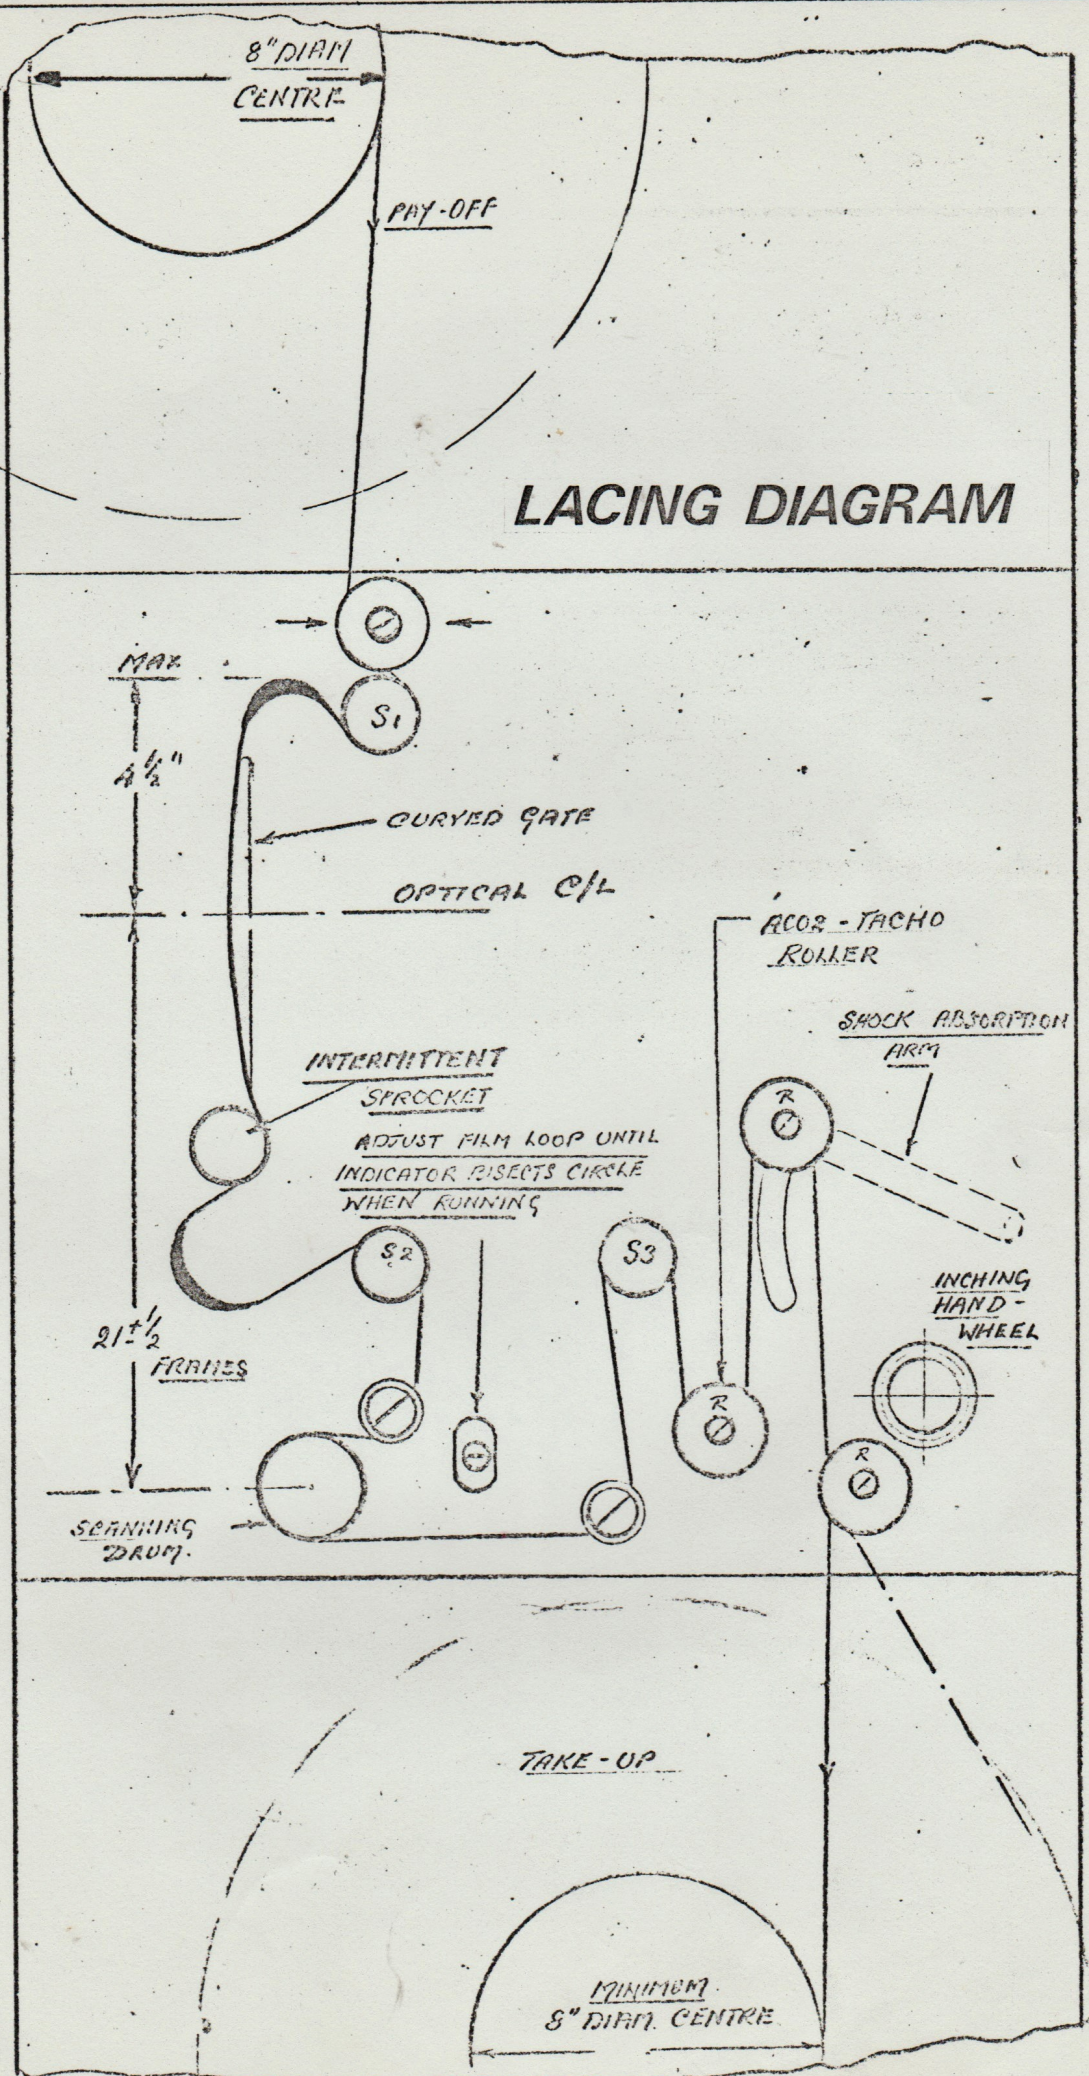 8" DIAM
CENTRE
PAY-OFF
LACING DIAGRAM
MAX
S1
4½"
CURVED GATE
OPTICAL C/L
AC02 - TACHO
ROLLER
SHOCK ABSORPTION
ARM
INTERMITTENT
SPROCKET
R
ADJUST FILM LOOP UNTIL
INDICATOR BISECTS CIRCLE
WHEN RUNNING
S2
S3
INCHING
HAND-
WHEEL
21±½
FRAMES
R
R
SCANNING
DRUM.
TAKE-UP
MINIMUM
8" DIAM. CENTRE